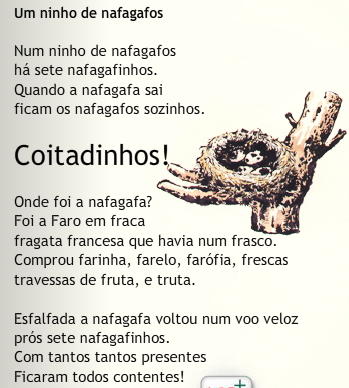 Um ninho de nafagafos
Num ninho de nafagafos
há sete nafagafinhos.
Quando a nafagafa sai
ficam os nafagafos sozinhos.
Coitadinhos!
Onde foi a nafagafa?
Foi a Faro em fraca
fragata francesa que havia num frasco.
Comprou farinha, farelo, farófia, frescas
travessas de fruta, e truta.
Esfalfada a nafagafa voltou num voo veloz
prós sete nafagafinhos.
Com tantos tantos presentes
Ficaram todos contentes!